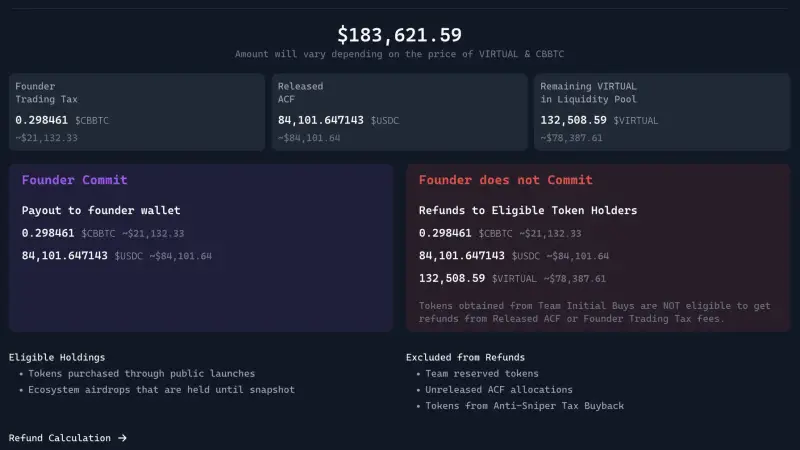 $183,621.59
Amount will vary depending on the price of VIRTUAL & CBBTC
Founder
Trading Tax
0.298461 $CBBTC
~$21,132.33
Released
ACF
84,101.647143 $USDC
~$84,101.64
Remaining VIRTUAL
in Liquidity Pool
132,508.59 $VIRTUAL
~$78,387.61
Founder Commit
Payout to founder wallet
0.298461 $CBBTC ~$21,132.33
84,101.647143 $USDC ~$84,101.64
Founder does not Commit
Refunds to Eligible Token Holders
0.298461 $CBBTC ~$21,132.33
84,101.647143 $USDC ~$84,101.64
132,508.59 $VIRTUAL ~$78,387.61
Tokens obtained from Team Initial Buys are NOT eligible to get
refunds from Released ACF or Founder Trading Tax fees.
Eligible Holdings
• Tokens purchased through public launches
• Ecosystem airdrops that are held until snapshot
Excluded from Refunds
• Team reserved tokens
• Unreleased ACF allocations
• Tokens from Anti-Sniper Tax Buyback
Refund Calculation →